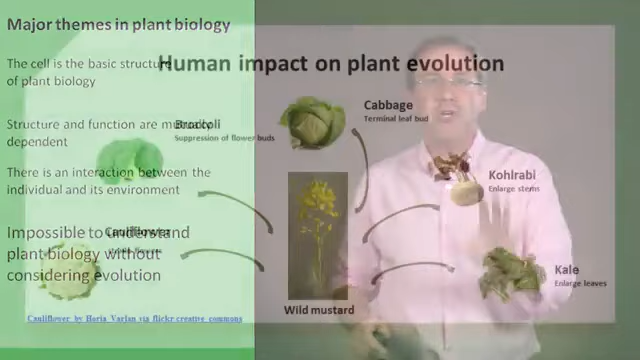 Major themes in plant biology
The cell is the basic structure
of plant biology
Structure and function are mutually
dependent
There is an interaction between the
individual and its environment
Impossible to understand
plant biology without
considering evolution
Human impact on plant evolution
Broccoli
Suppression of flower buds
Cabbage
Terminal leaf bud
Kohlrabi
Enlarge stems
Cauliflower
Kale
Enlarge leaves
Wild mustard
Cauliflower by Horia Varlan via flickr creative commons